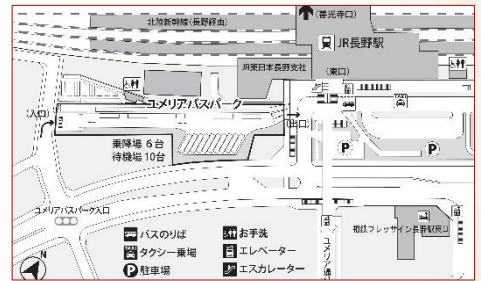 北陸新幹線(長野経由)
(善光寺口)
JR長野駅
JR東日本長野支社
(東口)
TAXI
ユメリアバスパーク
(入口)
(出口)
乗降場 6台
待機場 10台
P
P
ユメリアバスパーク入口
相鉄フレッサイン長野駅東口
ユメリア通り
N
バスのりば
お手洗
タクシー乗場
エレベーター
P 駐車場
エスカレーター